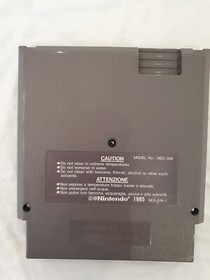 CAUTION MODEL No.: NES-
● Do not store in extreme temperatures.
● Do not immerse in water.
● Do not clean with benzene, thinner, alcohol or other such
solvents.
ATTENZIONE
● Non esporre a temperature troppo basse o elevate.
● Non immergere nell'acqua.
● Non pulire con benzina, acquaragia, alcool o altri solventi.
©®Nintendo 1985